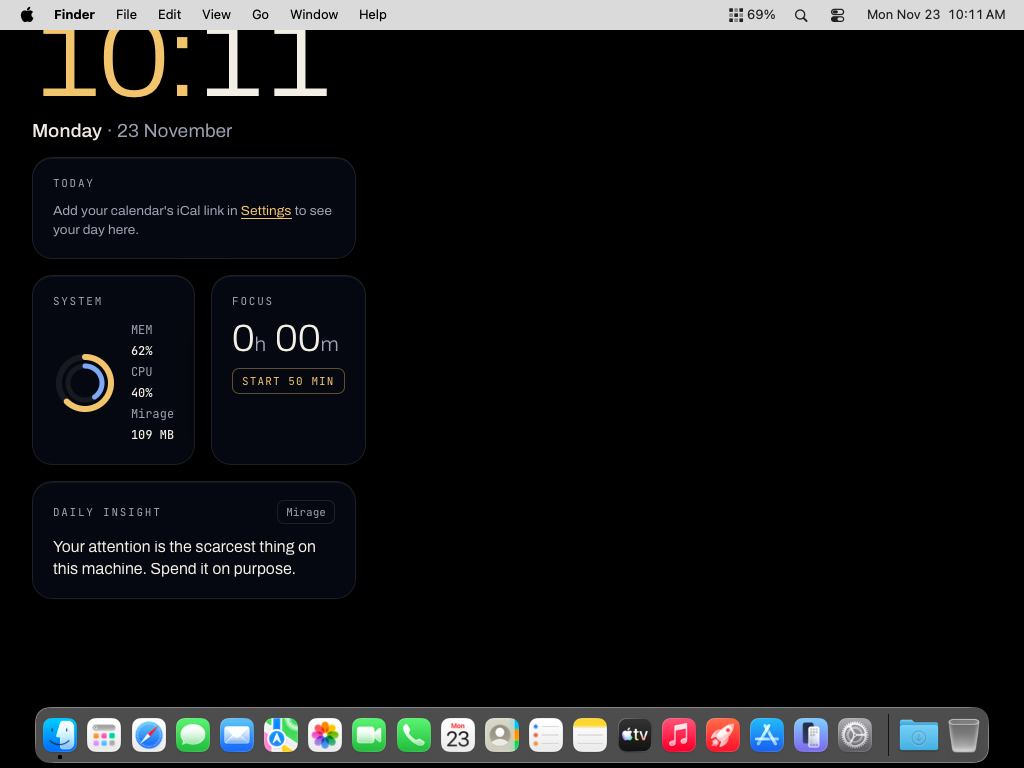 Finder File Edit View Go Window Help 69% Mon Nov 23 10:11 AM
10:11
Monday · 23 November
TODAY
Add your calendar's iCal link in Settings to see
your day here.
SYSTEM
MEM
62%
CPU
40%
Mirage
109 MB
FOCUS
0h 00m
START 50 MIN
DAILY INSIGHT Mirage
Your attention is the scarcest thing on
this machine. Spend it on purpose.
Mon
23
tv